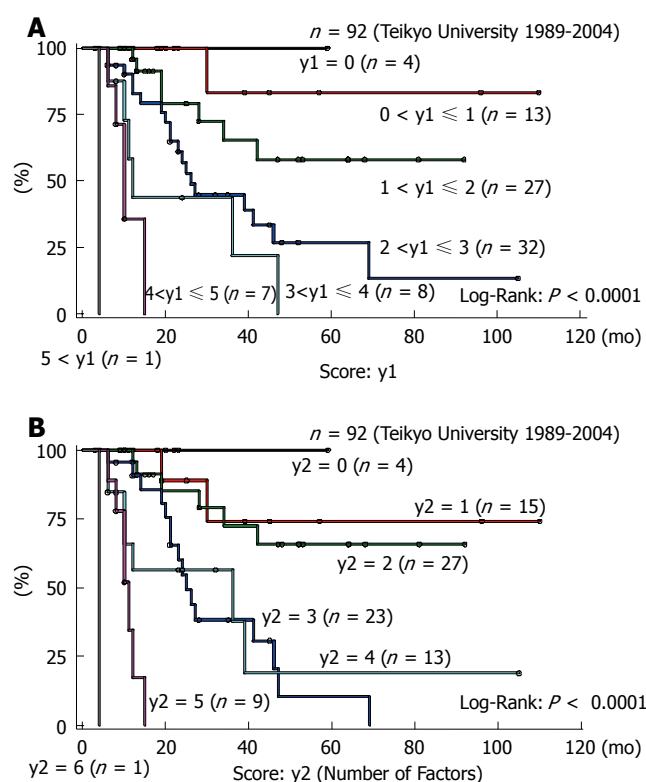 A
n = 92 (Teikyo University 1989-2004)
100
y1 = 0 (n = 4)
0 < y1 ⩽ 1 (n = 13)
75
1 < y1 ⩽ 2 (n = 27)
(%)
50
2 <y1 ⩽ 3 (n = 32)
25
4<y1 ⩽ 5 (n = 7)
3<y1 ⩽ 4 (n = 8)
Log-Rank: P < 0.0001
0
0 20 40 60 80 100 120 (mo)
5 < y1 (n = 1)
Score: y1
B
n = 92 (Teikyo University 1989-2004)
100
y2 = 0 (n = 4)
y2 = 1 (n = 15)
75
y2 = 2 (n = 27)
(%)
50
y2 = 3 (n = 23)
y2 = 4 (n = 13)
25
y2 = 5 (n = 9)
Log-Rank: P < 0.0001
0
0 20 40 60 80 100 120 (mo)
y2 = 6 (n = 1)
Score: y2 (Number of Factors)